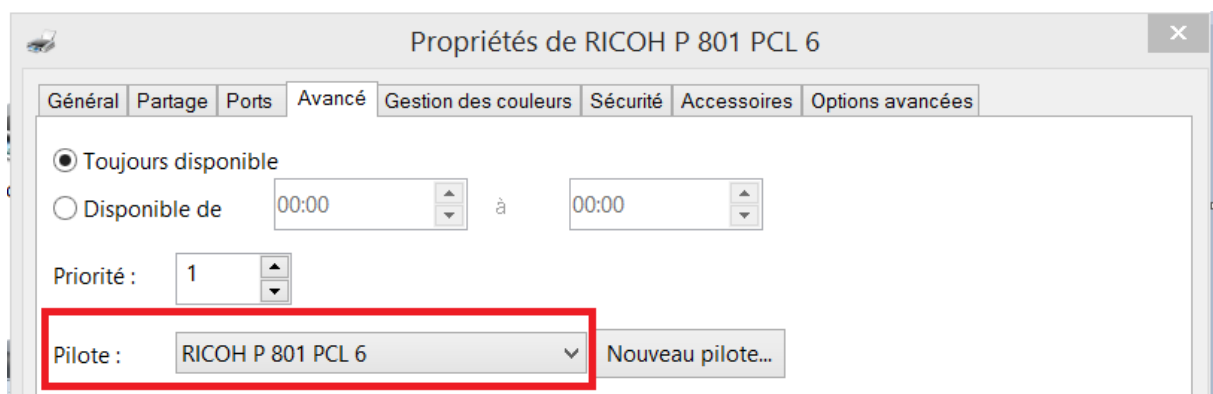 Propriétés de RICOH P 801 PCL 6
Général Partage Ports Avancé Gestion des couleurs Sécurité Accessoires Options avancées
Toujours disponible
Disponible de 00:00 à 00:00
Priorité : 1
Pilote : RICOH P 801 PCL 6 Nouveau pilote...